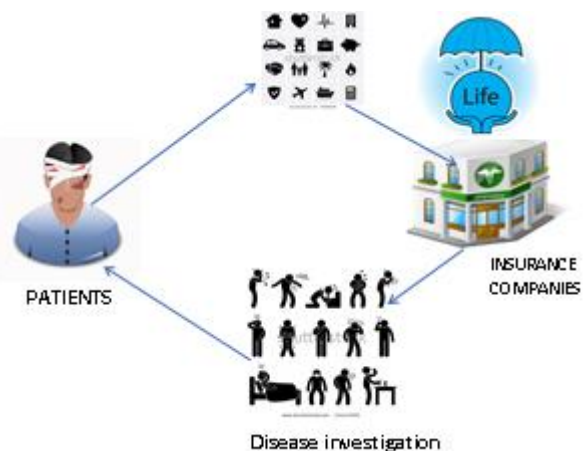 Life
INSURANCE
COMPANIES
PATIENTS
Disease investigation